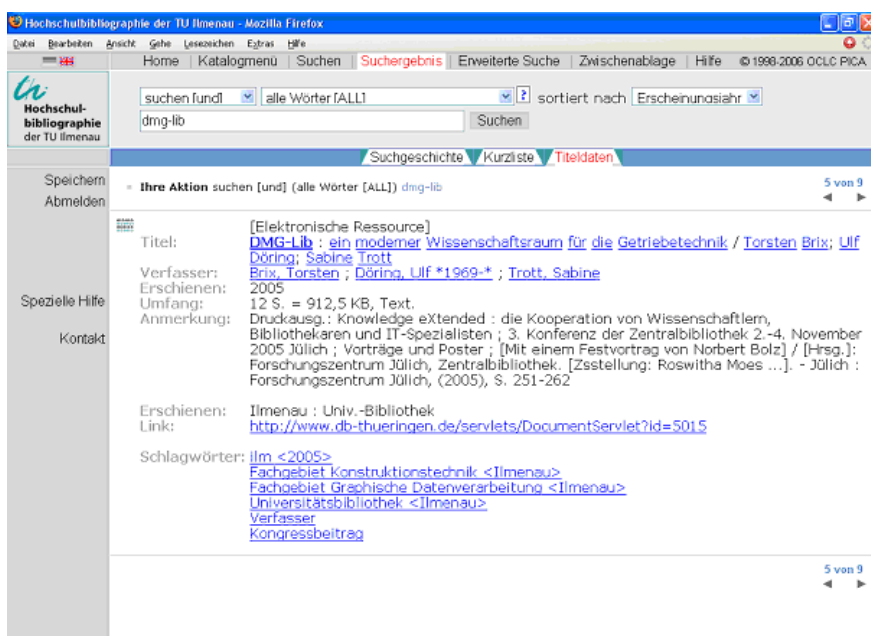 Hochschulbibliographie der TU Ilmenau - Mozilla Firefox
Datei Bearbeiten Ansicht Gehe Lesezeichen Extras Hilfe
Home | Katalogmenü | Suchen | Suchergebnis | Erweiterte Suche | Zwischenablage | Hilfe © 1998-2006 OCLC PICA
Hochschul-
bibliographie
der TU Ilmenau
suchen [und] alle Wörter [ALL] ? sortiert nach Erscheinungsjahr
dmg-lib Suchen
Suchgeschichte Kurzliste Titeldaten
Speichern
Abmelden
Spezielle Hilfe
Kontakt
Ihre Aktion suchen [und] (alle Wörter [ALL]) dmg-lib
5 von 9
[Elektronische Ressource]
Titel: DMG-Lib : ein moderner Wissenschaftsraum für die Getriebetechnik / Torsten Brix; Ulf
Döring; Sabine Trott
Verfasser: Brix, Torsten ; Döring, Ulf *1969-* ; Trott, Sabine
Erschienen: 2005
Umfang: 12 S. = 912,5 KB, Text.
Anmerkung: Druckausg.: Knowledge eXtended : die Kooperation von Wissenschaftlern,
Bibliothekaren und IT-Spezialisten ; 3. Konferenz der Zentralbibliothek 2.-4. November
2005 Jülich ; Vorträge und Poster ; [Mit einem Festvortrag von Norbert Bolz] / [Hrsg.]:
Forschungszentrum Jülich, Zentralbibliothek. [Zsstellung: Roswitha Moes ...]. - Jülich :
Forschungszentrum Jülich, (2005), S. 251-262
Erschienen: Ilmenau : Univ.-Bibliothek
Link: http://www.db-thueringen.de/servlets/DocumentServlet?id=5015
Schlagwörter: ilm <2005>
Fachgebiet Konstruktionstechnik <Ilmenau>
Fachgebiet Graphische Datenverarbeitung <Ilmenau>
Universitätsbibliothek <Ilmenau>
Verfasser
Kongressbeitrag
5 von 9